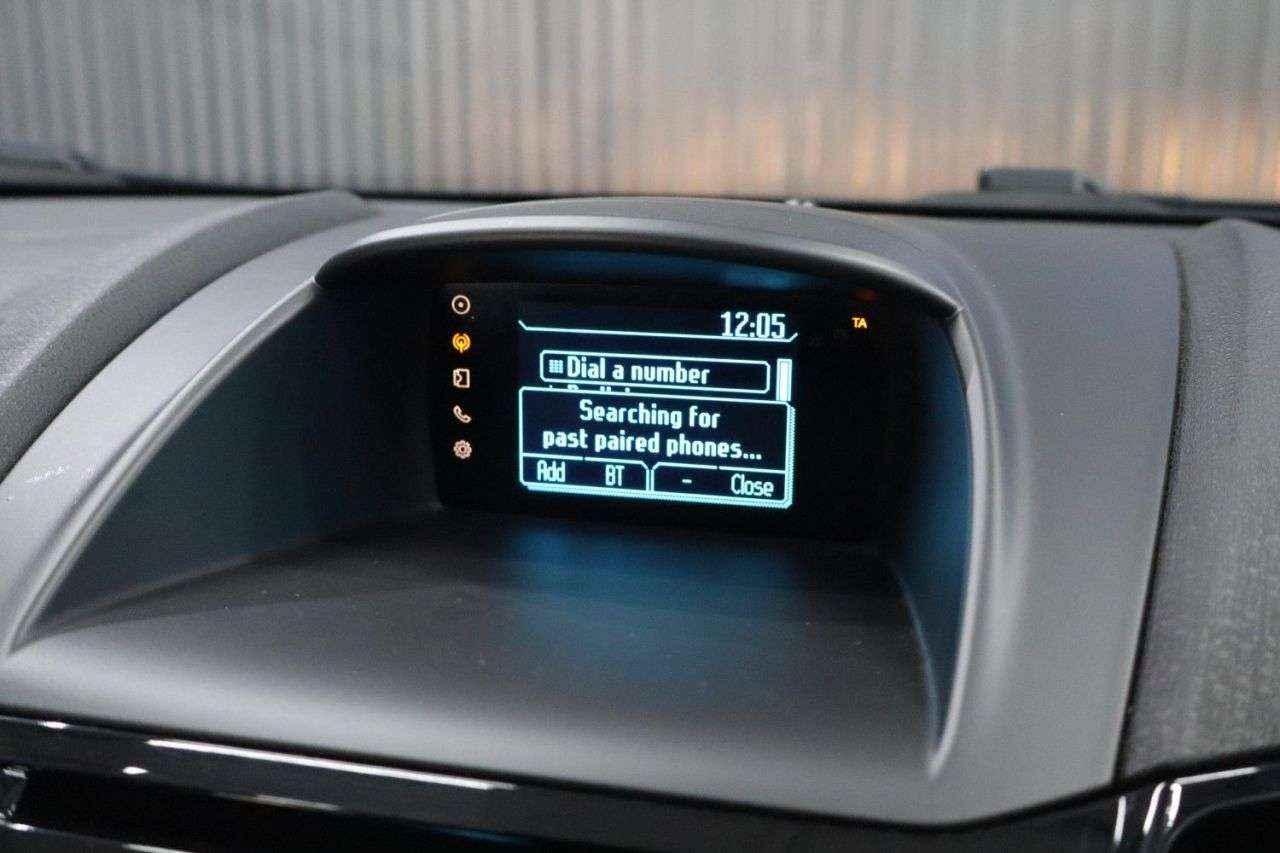 12:05
TA
Dial a number
Searching for
past paired phones...
Add BT - Close